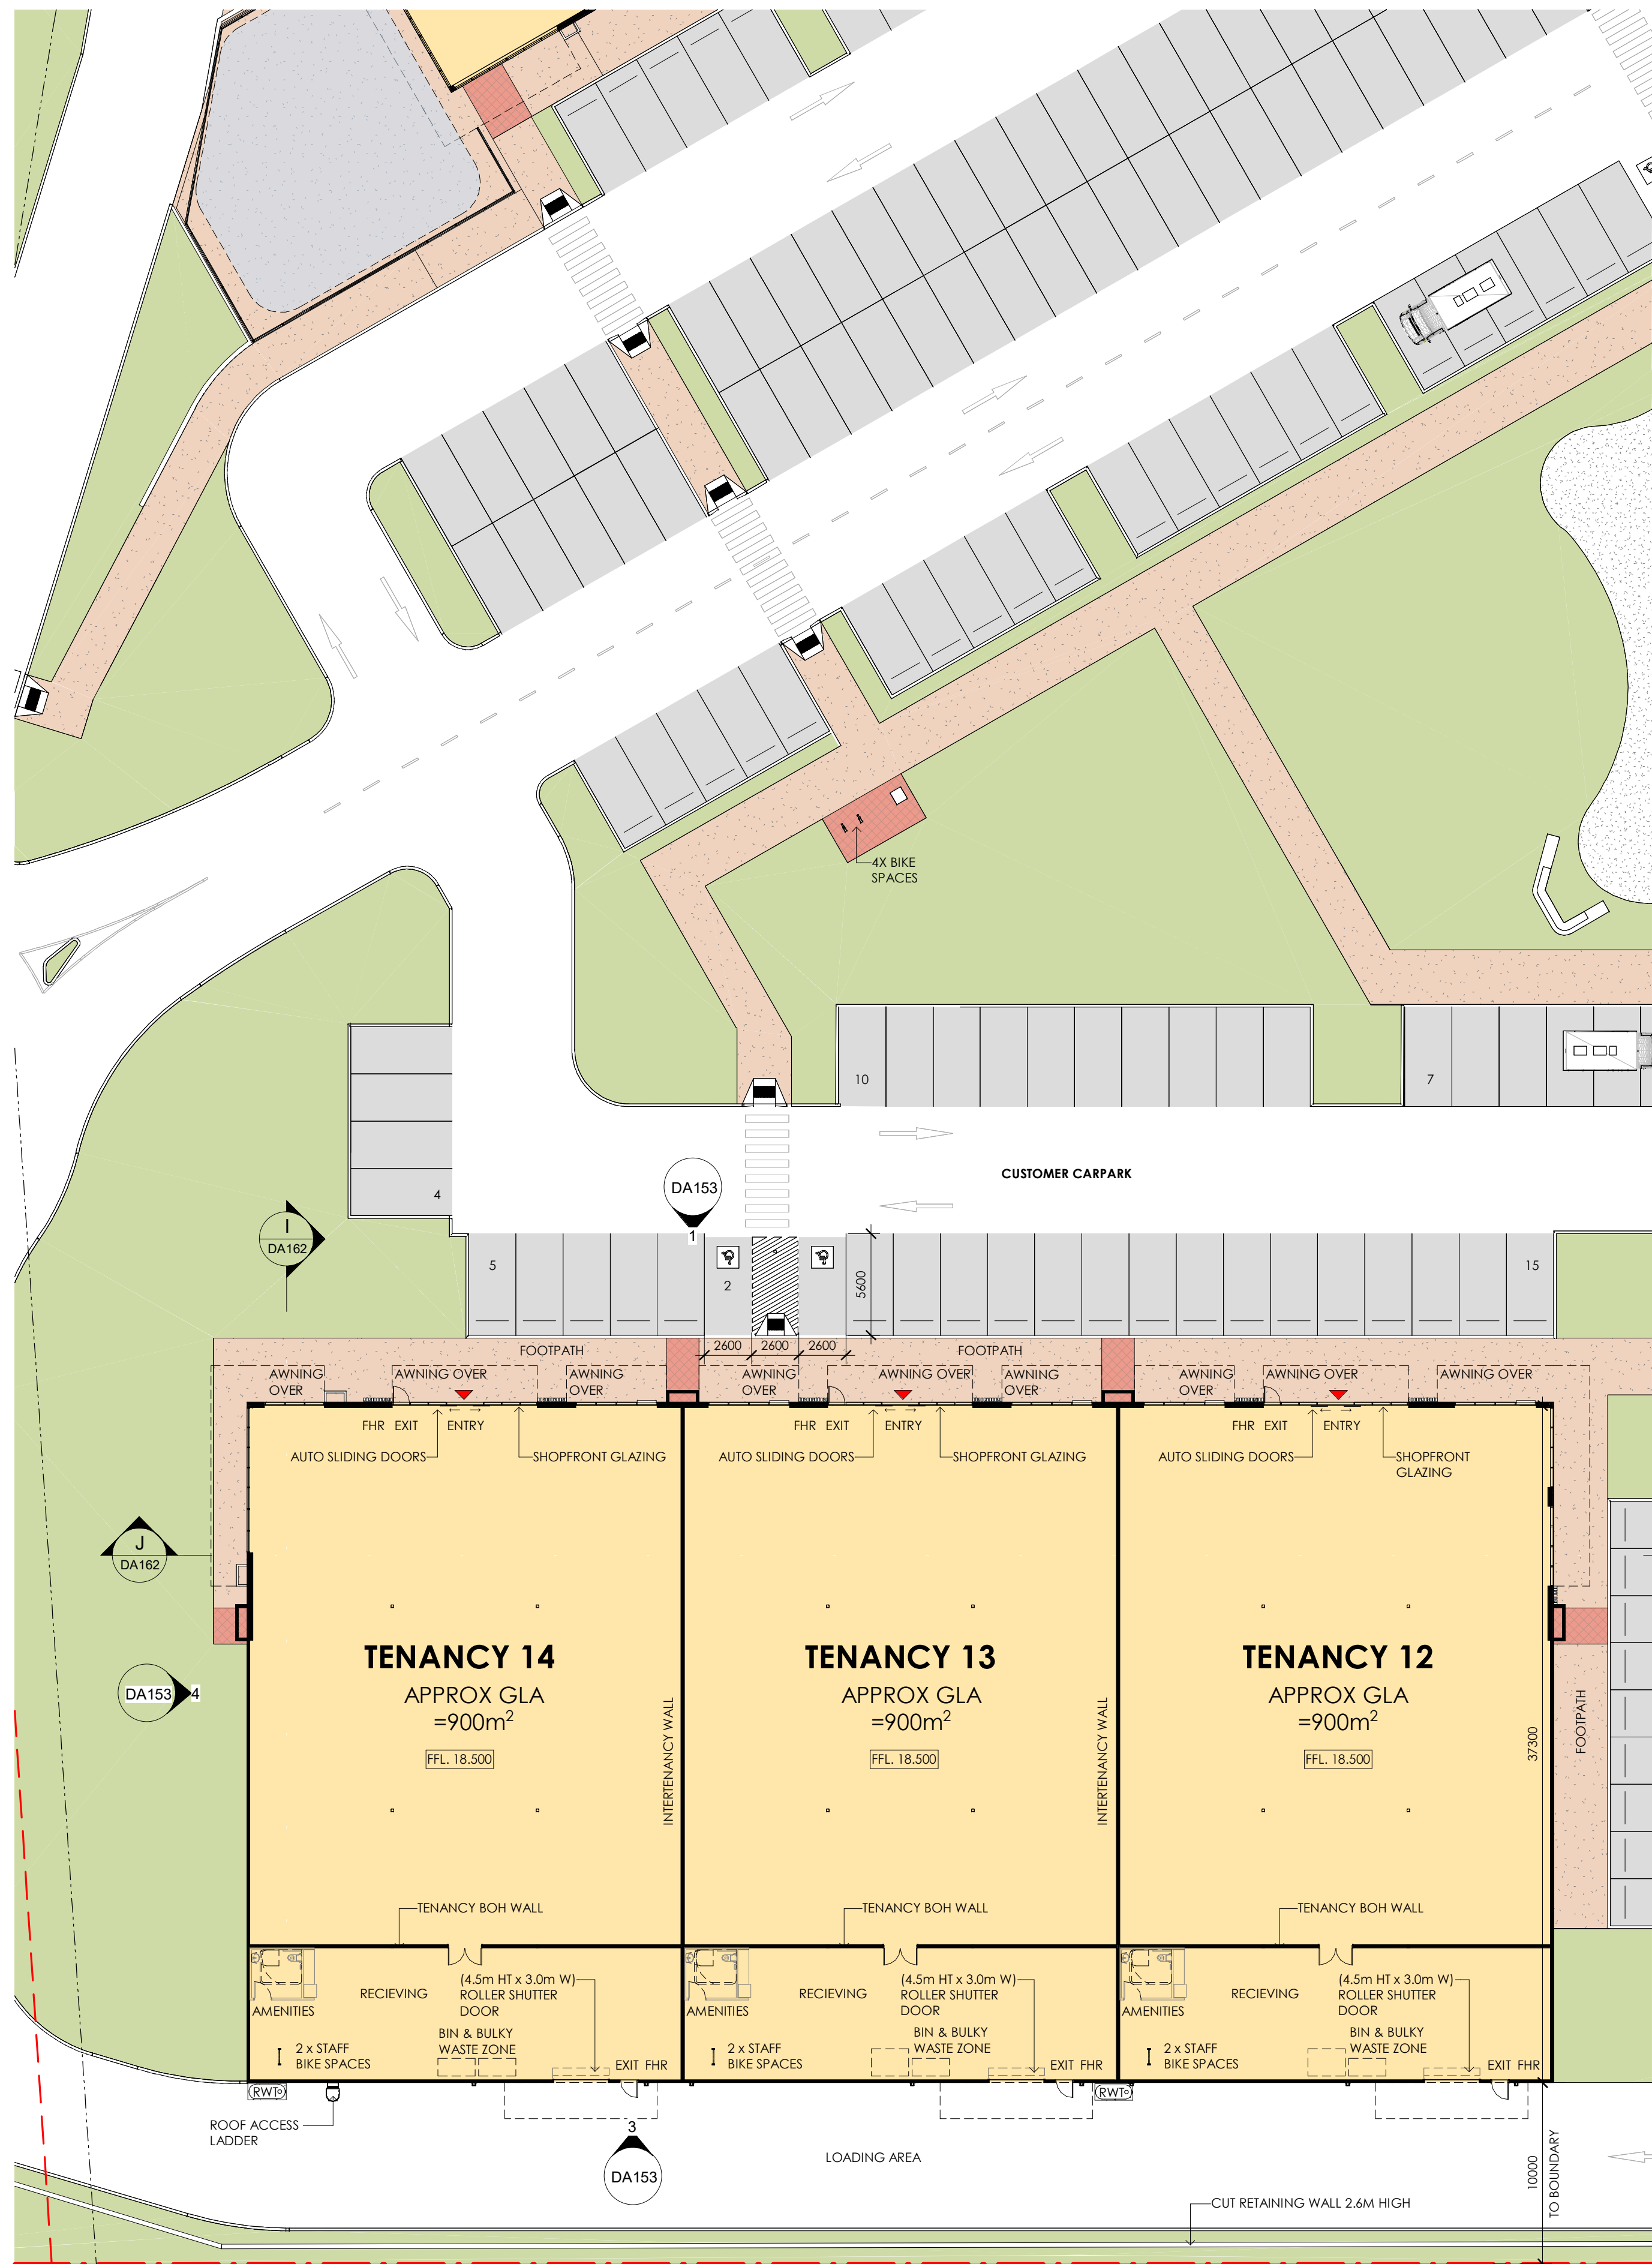 4X BIKE
SPACES
10
7
CUSTOMER CARPARK
4
DA153
1
I
DA162
5
2
5600
15
2600
2600
2600
FOOTPATH
FOOTPATH
AWNING
OVER
AWNING OVER
AWNING
OVER
AWNING
OVER
AWNING OVER
AWNING
OVER
AWNING
OVER
AWNING OVER
AWNING OVER
FHR EXIT
ENTRY
FHR EXIT
ENTRY
FHR EXIT
ENTRY
AUTO SLIDING DOORS
SHOPFRONT GLAZING
AUTO SLIDING DOORS
SHOPFRONT GLAZING
AUTO SLIDING DOORS
SHOPFRONT
GLAZING
J
DA162
TENANCY 14
APPROX GLA
=900m²
FFL. 18.500
TENANCY 13
APPROX GLA
=900m²
FFL. 18.500
TENANCY 12
APPROX GLA
=900m²
FFL. 18.500
DA153
4
INTERTENANCY WALL
INTERTENANCY WALL
37300
FOOTPATH
TENANCY BOH WALL
TENANCY BOH WALL
TENANCY BOH WALL
AMENITIES
RECIEVING
(4.5m HT x 3.0m W)
ROLLER SHUTTER
DOOR
BIN & BULKY
WASTE ZONE
2 x STAFF
BIKE SPACES
EXIT FHR
AMENITIES
RECIEVING
(4.5m HT x 3.0m W)
ROLLER SHUTTER
DOOR
BIN & BULKY
WASTE ZONE
2 x STAFF
BIKE SPACES
EXIT FHR
AMENITIES
RECIEVING
(4.5m HT x 3.0m W)
ROLLER SHUTTER
DOOR
BIN & BULKY
WASTE ZONE
2 x STAFF
BIKE SPACES
EXIT FHR
RWT
RWT
ROOF ACCESS
LADDER
3
DA153
LOADING AREA
10000
TO BOUNDARY
CUT RETAINING WALL 2.6M HIGH